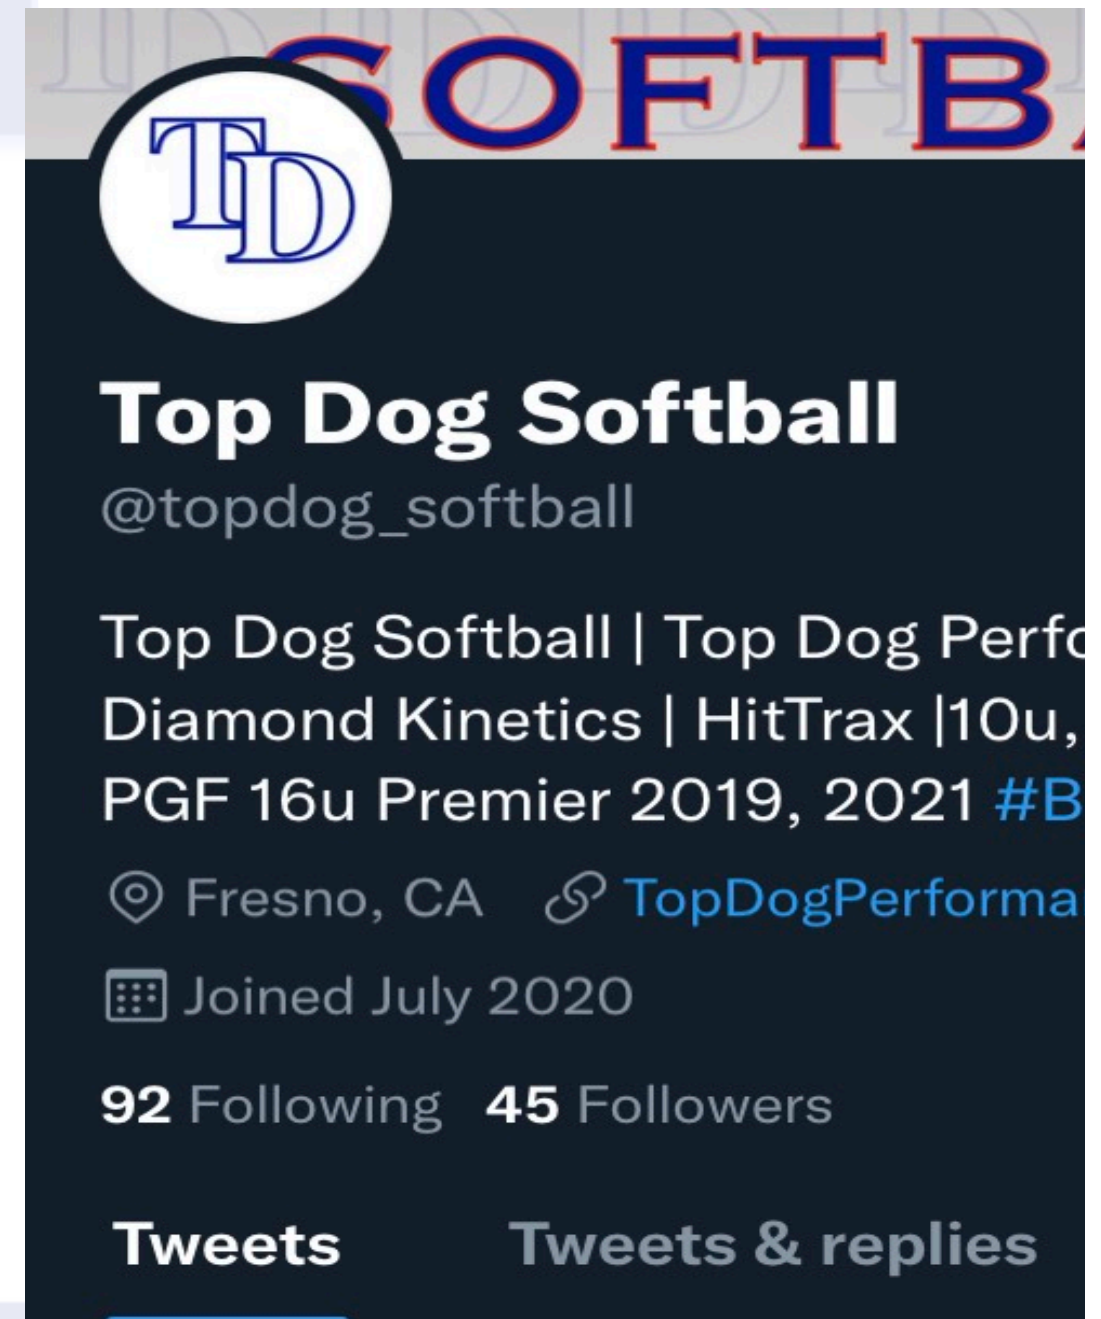 SOFTB
TD
Top Dog Softball
@topdog_softball
Top Dog Softball | Top Dog Perfo
Diamond Kinetics | HitTrax |10u,
PGF 16u Premier 2019, 2021 #B
Fresno, CA TopDogPerforma
Joined July 2020
92 Following 45 Followers
Tweets Tweets & replies